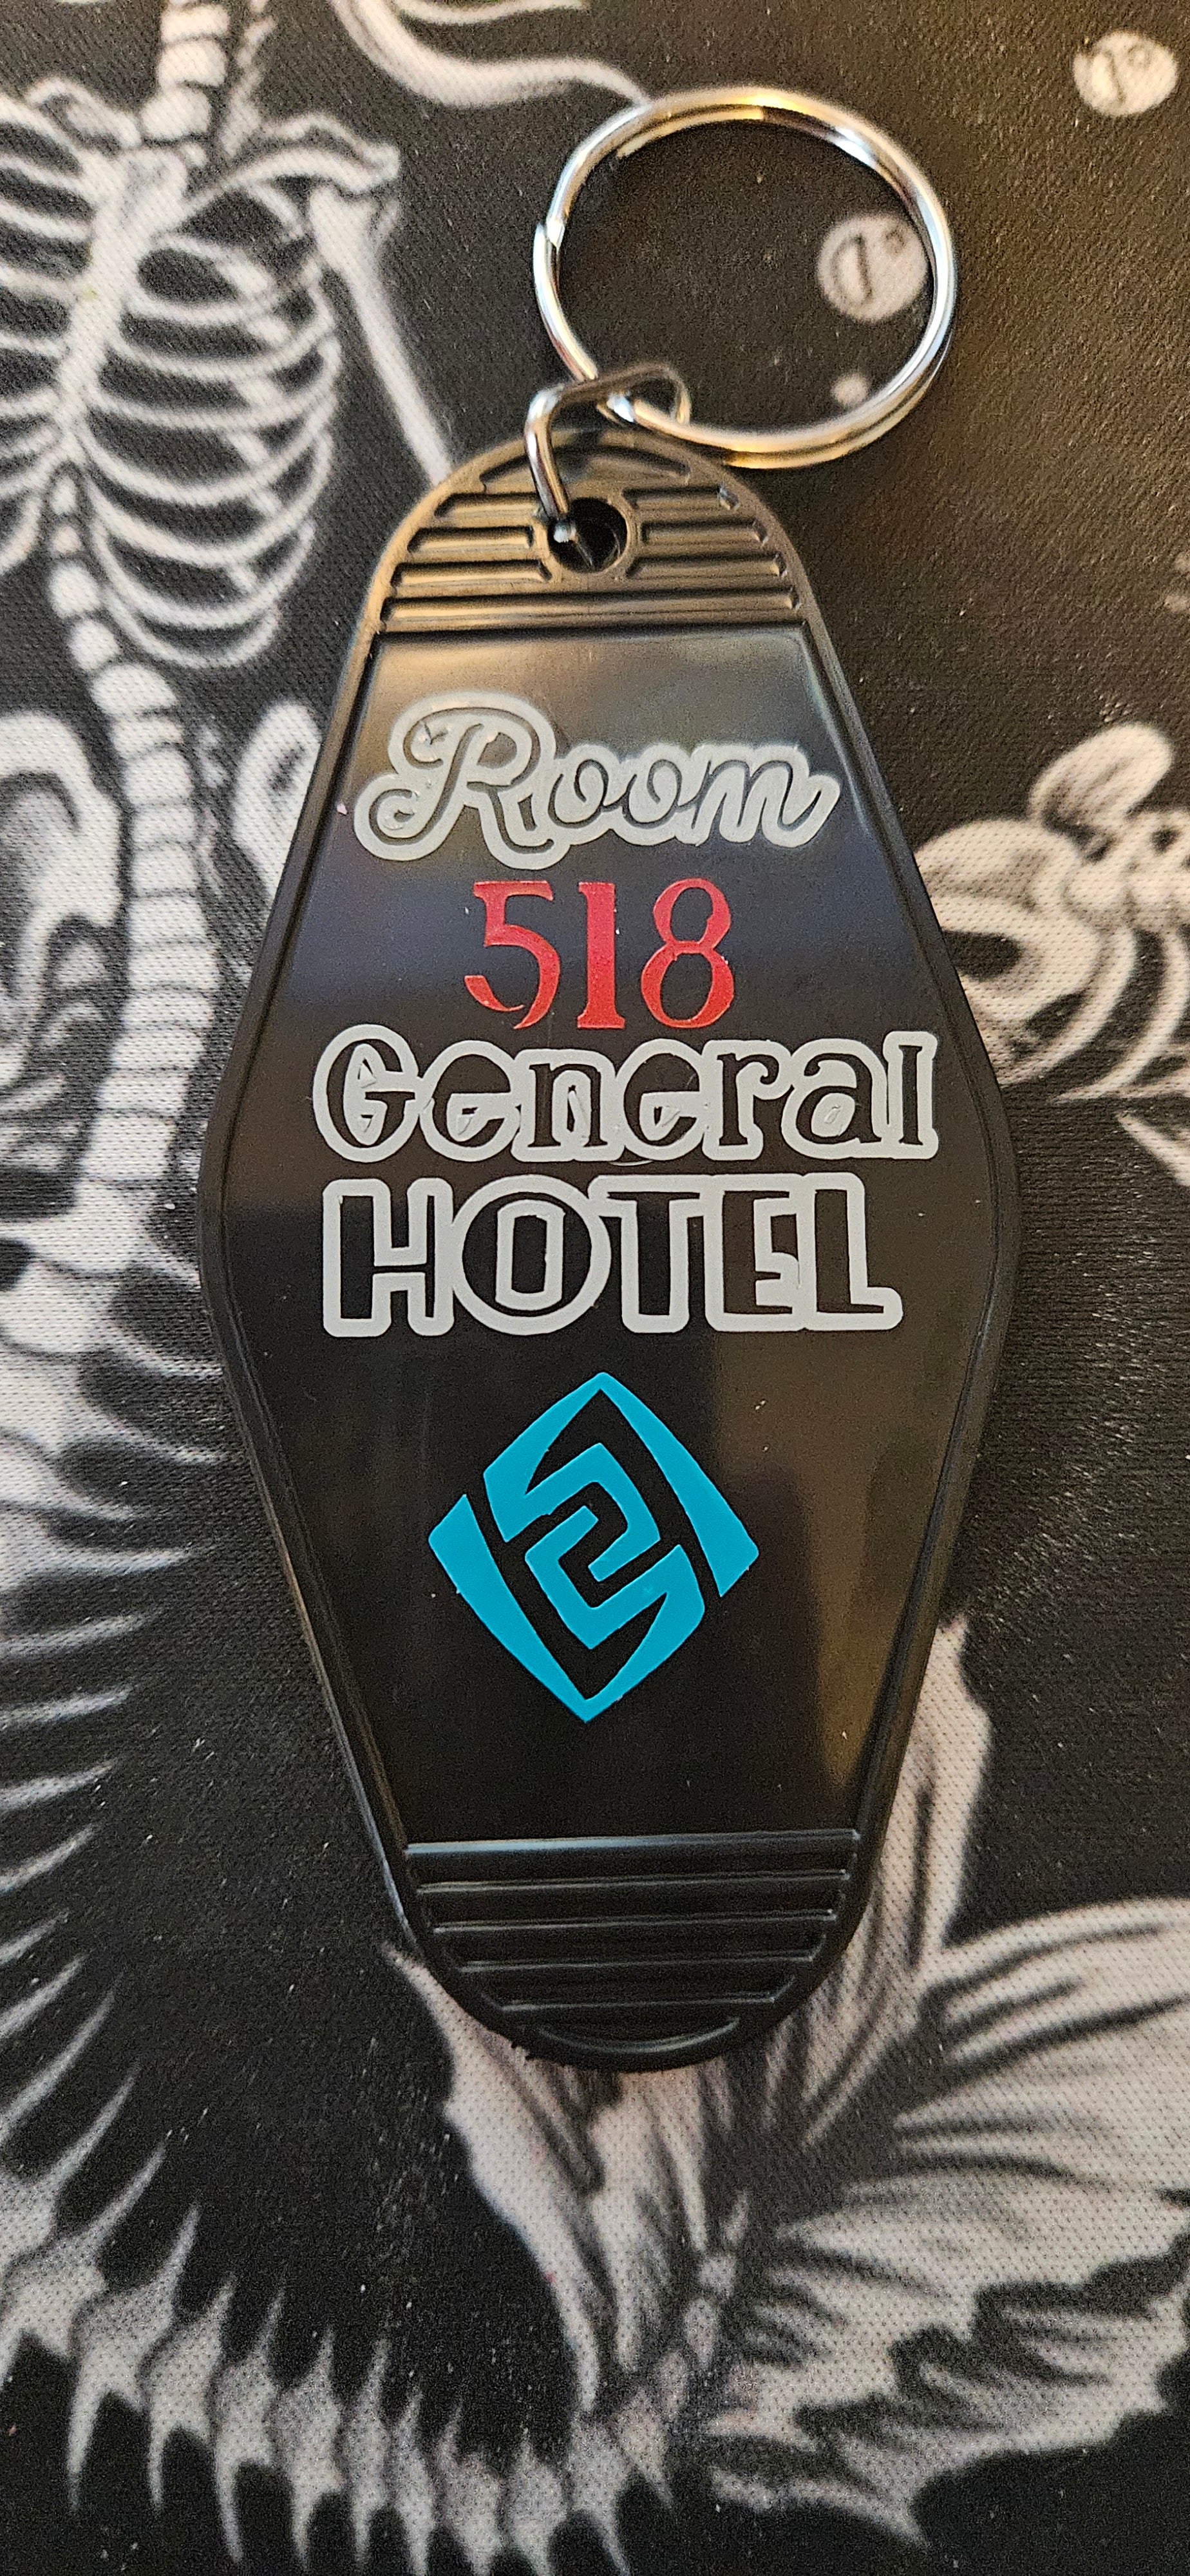 Room
518
General
HOTEL